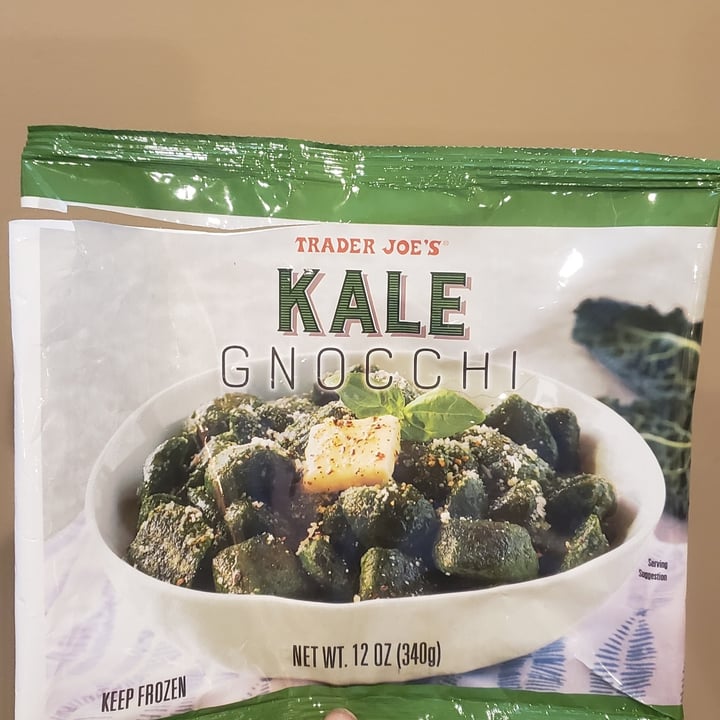 TRADER JOE'S
KALE
GNOCCHI
Serving
Suggestion
NET WT. 12 OZ (340g)
KEEP FROZEN